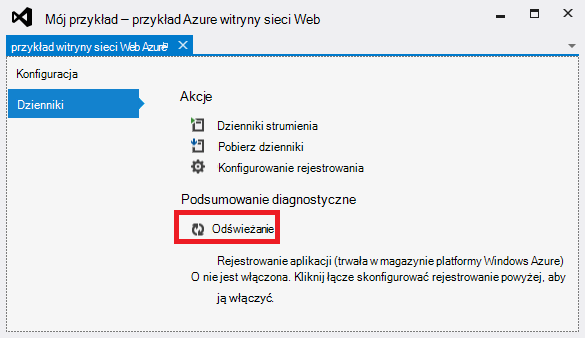 Mój przykład – przykład Azure witryny sieci Web
przykład witryny sieci Web Azure
Konfiguracja
Dzienniki
Akcje
Dzienniki strumienia
Pobierz dzienniki
Konfigurowanie rejestrowania
Podsumowanie diagnostyczne
Odświeżanie
Rejestrowanie aplikacji (trwała w magazynie platformy Windows Azure)
O nie jest włączona. Kliknij łącze skonfigurować rejestrowanie powyżej, aby
ją włączyć.